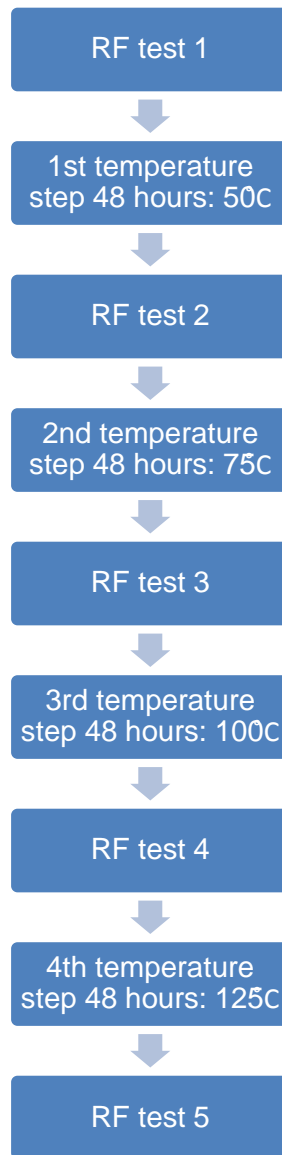 RF test 1
1st temperature
step 48 hours: 50°C
RF test 2
2nd temperature
step 48 hours: 75°C
RF test 3
3rd temperature
step 48 hours: 100°C
RF test 4
4th temperature
step 48 hours: 125°C
RF test 5